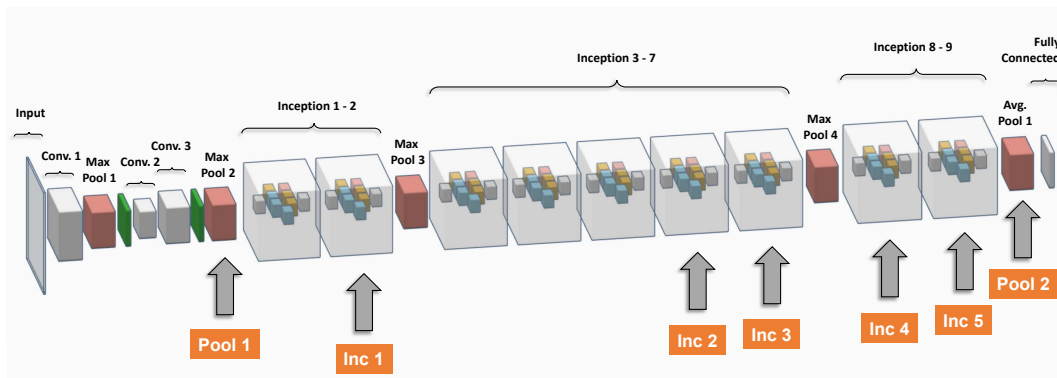 Input
Conv. 1
Max
Pool 1
Conv. 2
Conv. 3
Max
Pool 2
Inception 1 - 2
Max
Pool 3
Inception 3 - 7
Max
Pool 4
Inception 8 - 9
Avg.
Pool 1
Fully
Connected
Pool 1
Inc 1
Inc 2
Inc 3
Inc 4
Inc 5
Pool 2